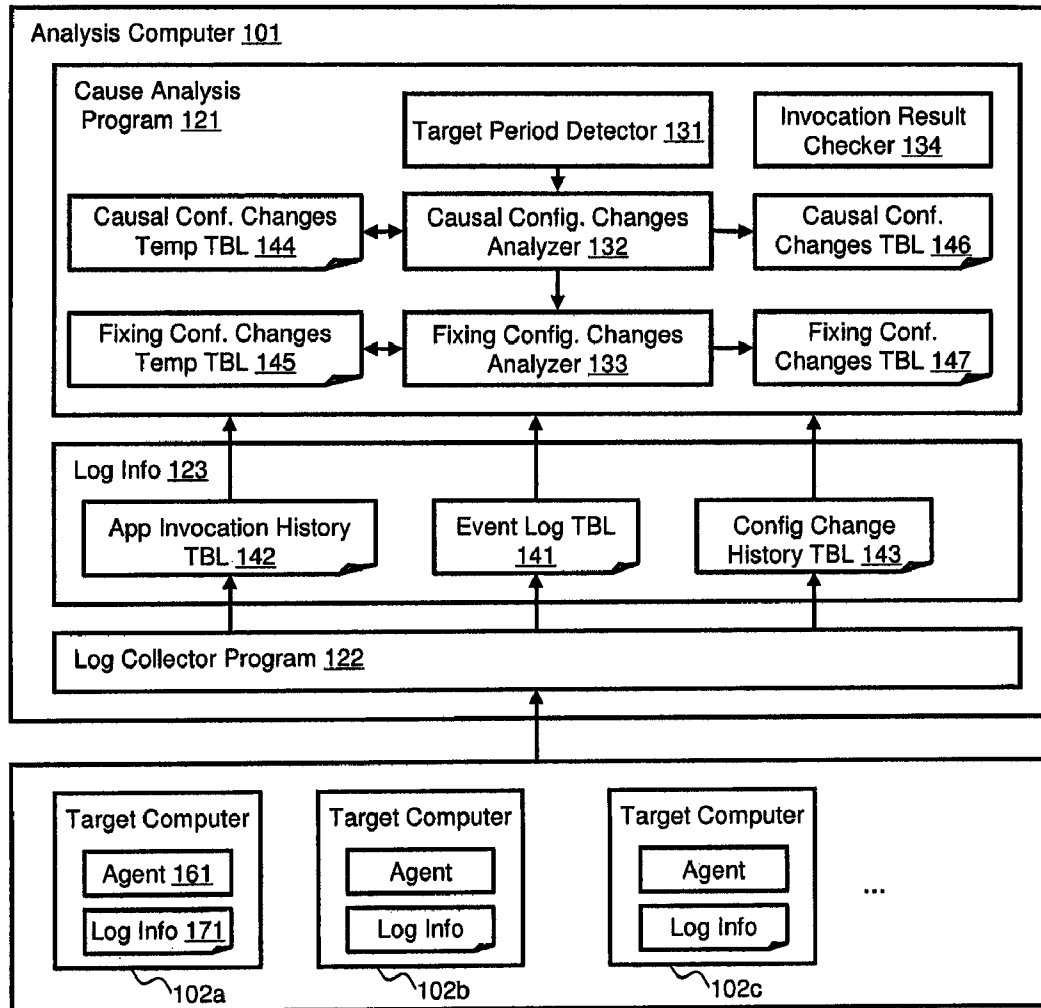 Analysis Computer 101
Cause Analysis
Program 121
Target Period Detector 131
Invocation Result
Checker 134
Causal Conf. Changes
Temp TBL 144
Causal Config. Changes
Analyzer 132
Causal Conf.
Changes TBL 146
Fixing Conf. Changes
Temp TBL 145
Fixing Config. Changes
Analyzer 133
Fixing Conf.
Changes TBL 147
Log Info 123
App Invocation History
TBL 142
Event Log TBL
141
Config Change
History TBL 143
Log Collector Program 122
Target Computer
Agent 161
Log Info 171
102a
Target Computer
Agent
Log Info
102b
Target Computer
Agent
Log Info
102c
...